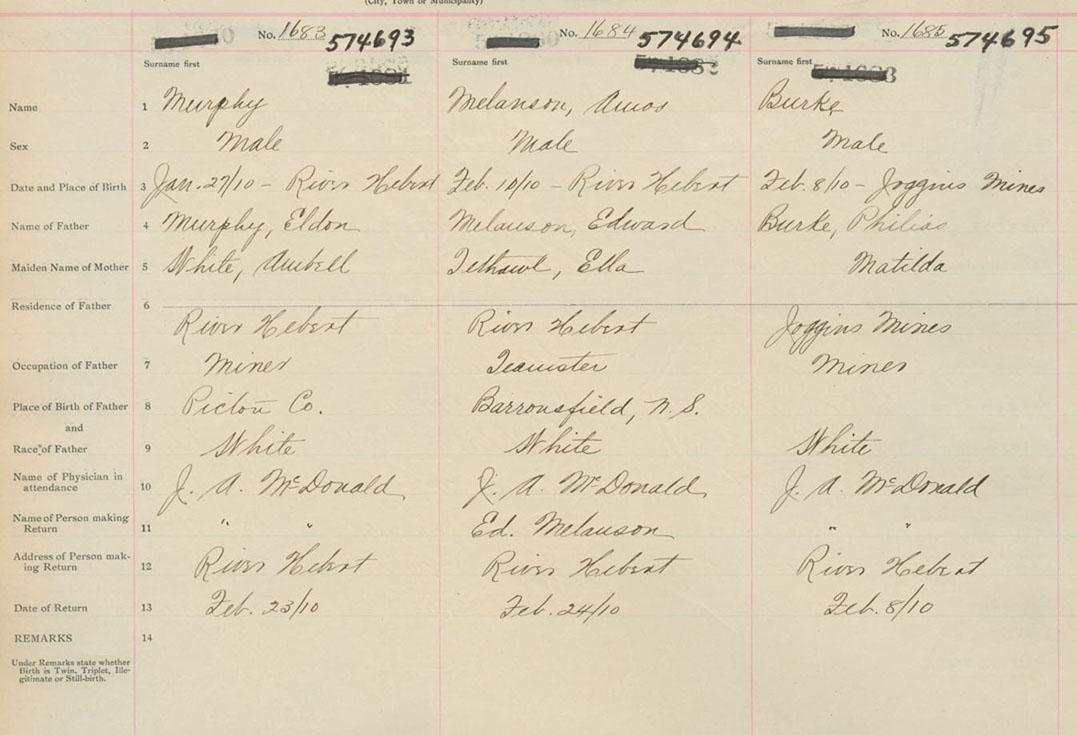 (City, Town or Municipality)
No. 1683 574693 No. 1684 574694 No. 1685 574695
Surname first Surname first Surname first
Name 1 Murphy Melanson, Amos Burke
Sex 2 Male Male Male
Date and Place of Birth 3 Jan. 27/10 - River Hebert Feb. 10/10 - River Hebert Feb. 8/10 - Joggins Mines
Name of Father 4 Murphy, Eldon Melanson, Edward Burke, Philias
Maiden Name of Mother 5 White, Ella Matilda
Residence of Father 6
River Hebert River Hebert Joggins Mines
Occupation of Father 7 Miner Teamster Miner
Place of Birth of Father 8 Pictou Co. Barronsfield, N.S.
and
Race of Father 9 White White White
Name of Physician in
attendance 10 J. A. McDonald J. A. McDonald J. A. McDonald
Name of Person making
Return 11 " " Ed. Melanson " "
Address of Person mak-
ing Return 12 River Hebert River Hebert River Hebert
Date of Return 13 Feb. 23/10 Feb. 24/10 Feb. 8/10
REMARKS 14
Under Remarks state whether
Birth is Twin, Triplet, Ille-
gitimate or Still-birth.